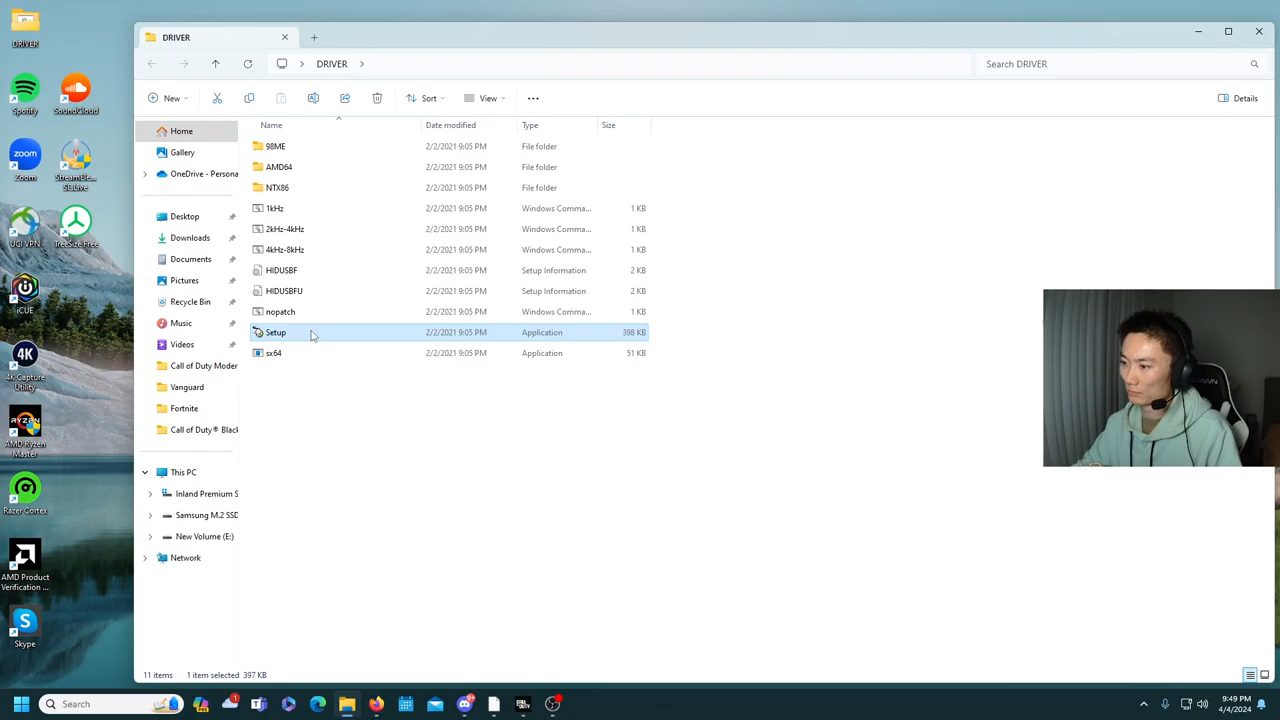 DRIVER
DRIVER
Search DRIVER
New
Sort
View
Details
Name
Date modified
Type
Size
98ME 2/2/2021 9:05 PM File folder
AMD64 2/2/2021 9:05 PM File folder
NTX86 2/2/2021 9:05 PM File folder
1kHz 2/2/2021 9:05 PM Windows Comma... 1 KB
2kHz-4kHz 2/2/2021 9:05 PM Windows Comma... 1 KB
4kHz-8kHz 2/2/2021 9:05 PM Windows Comma... 1 KB
HIDUSBF 2/2/2021 9:05 PM Setup Information 2 KB
HIDUSBFU 2/2/2021 9:05 PM Setup Information 2 KB
nopatch 2/2/2021 9:05 PM Windows Comma... 1 KB
Setup 2/2/2021 9:05 PM Application 398 KB
sx64 2/2/2021 9:05 PM Application 51 KB
Home
Gallery
OneDrive - Persona
Desktop
Downloads
Documents
Pictures
Recycle Bin
Music
Videos
Call of Duty Moder
Vanguard
Fortnite
Call of Duty® Black
This PC
Inland Premium S
Samsung M.2 SSD
New Volume (E:)
Network
11 items 1 item selected 397 KB
DRIVER
Spotify
SoundCloud
zoom
Zoom
StreamEle...
SE.Live
UCI VPN
TreeSize Free
iCUE
4K
4K Capture
Utility
RYZEN
AMD Ryzen
Master
Razer Cortex
AMD Product
Verification ...
Skype
Search
9:49 PM
4/4/2024